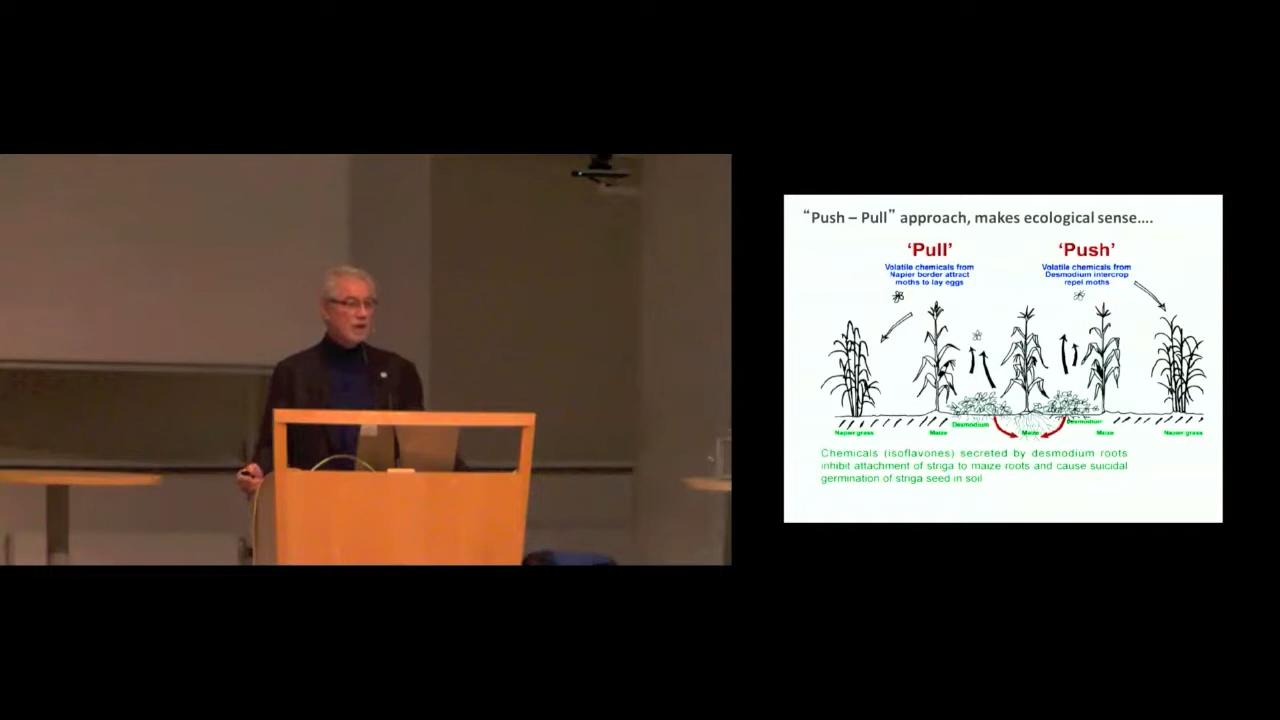 “Push – Pull” approach, makes ecological sense....
‘Pull’
Volatile chemicals from
Napier border attract
moths to lay eggs
‘Push’
Volatile chemicals from
Desmodium intercrop
repel moths
Napier grass
Maize
Desmodium
Maize
Desmodium
Maize
Napier grass
Chemicals (isoflavones) secreted by desmodium roots
inhibit attachment of striga to maize roots and cause suicidal
germination of striga seed in soil